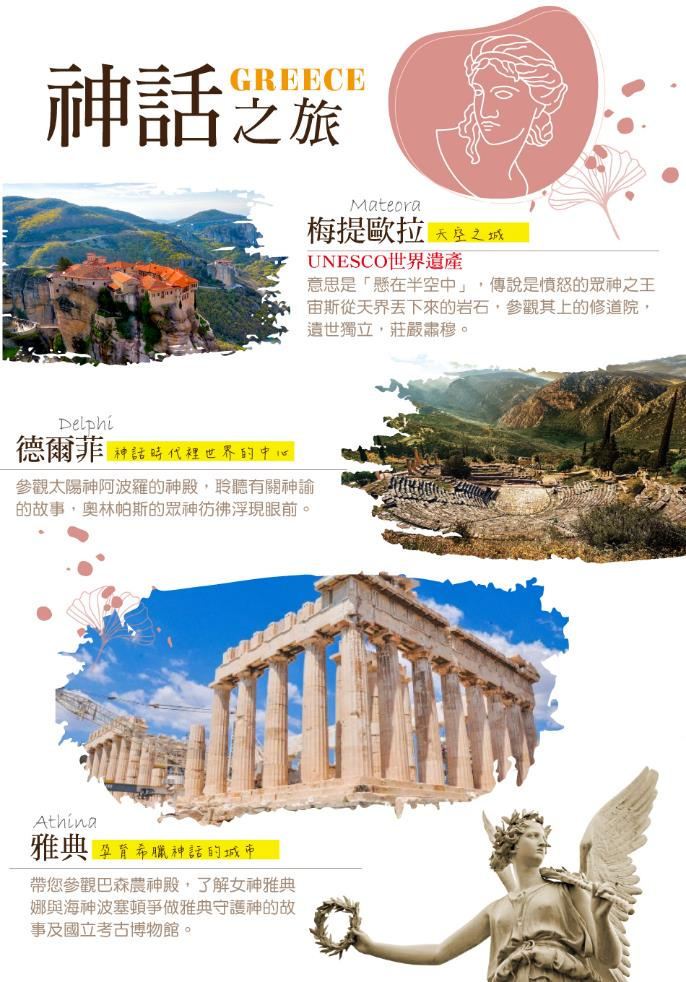 神話
GREECE
之旅
Mateora
梅提歐拉 天空之城
UNESCO世界遺產
意思是「懸在半空中」，傳說是憤怒的眾神之王
宙斯從天界丟下來的岩石，參觀其上的修道院，
遺世獨立，莊嚴肅穆。
Delphi
德爾菲 神話時代裡世界的中心
參觀太陽神阿波羅的神殿，聆聽有關神諭
的故事，奧林帕斯的眾神彷彿浮現眼前。
Athina
雅典 孕育希臘神話的城市
帶您參觀巴森農神殿，了解女神雅典
娜與海神波塞頓爭做雅典守護神的故
事及國立考古博物館。